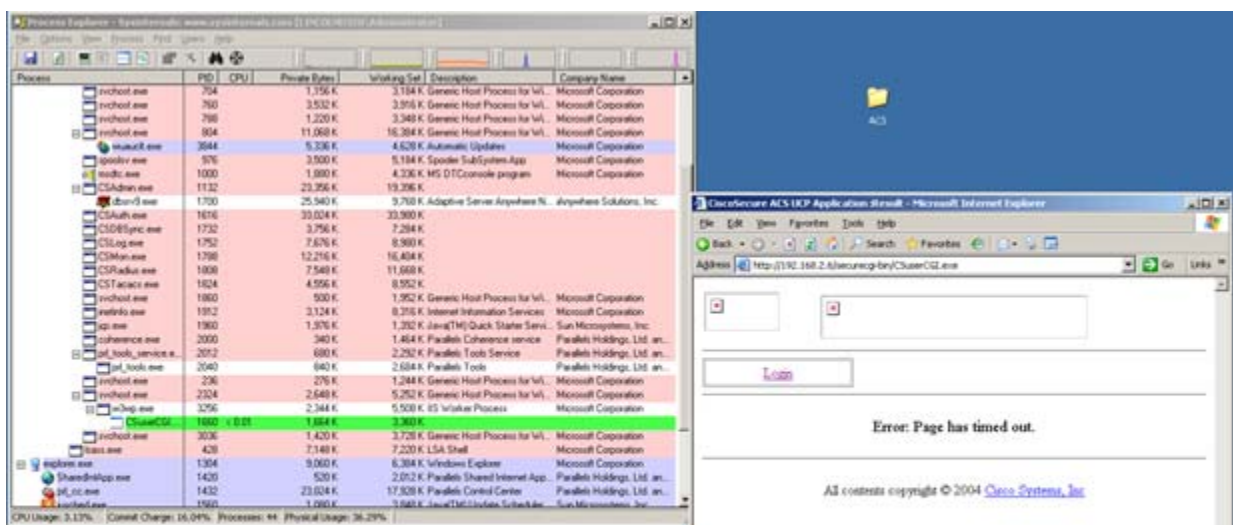 Process Explorer - Sysinternals: www.sysinternals.com
File Options View Process Find Users Help
Process PID CPU Private Bytes Working Set Description Company Name
svchost.exe 704 1,156 K 3,184 K Generic Host Process for Wi... Microsoft Corporation
svchost.exe 760 3,532 K 3,916 K Generic Host Process for Wi... Microsoft Corporation
svchost.exe 788 1,220 K 3,348 K Generic Host Process for Wi... Microsoft Corporation
svchost.exe 804 11,068 K 16,384 K Generic Host Process for Wi... Microsoft Corporation
wuauclt.exe 3844 5,336 K 4,628 K Automatic Updates Microsoft Corporation
spoolsv.exe 976 3,500 K 5,184 K Spooler SubSystem App Microsoft Corporation
msdtc.exe 1000 1,880 K 4,336 K MS DTCconsole program Microsoft Corporation
CSAdmin.exe 1132 23,356 K 19,396 K
dbsrv9.exe 1700 25,940 K 9,768 K Adaptive Server Anywhere N... iAnywhere Solutions, Inc.
CSAuth.exe 1616 33,024 K 33,980 K
CSDBSync.exe 1732 3,756 K 7,284 K
CSLog.exe 1752 7,676 K 8,980 K
CSMon.exe 1788 12,216 K 16,404 K
CSRadius.exe 1808 7,548 K 11,668 K
CSTacacs.exe 1824 4,556 K 8,552 K
svchost.exe 1860 500 K 1,952 K Generic Host Process for Wi... Microsoft Corporation
inetinfo.exe 1912 3,124 K 8,316 K Internet Information Services Microsoft Corporation
jqs.exe 1960 1,976 K 1,392 K Java(TM) Quick Starter Servi... Sun Microsystems, Inc.
coherence.exe 2000 340 K 1,464 K Parallels Coherence service Parallels Holdings, Ltd. an...
prl_tools_service.e... 2012 680 K 2,292 K Parallels Tools Service Parallels Holdings, Ltd. an...
prl_tools.exe 2040 840 K 2,684 K Parallels Tools Parallels Holdings, Ltd. an...
svchost.exe 236 276 K 1,244 K Generic Host Process for Wi... Microsoft Corporation
svchost.exe 2324 2,648 K 5,252 K Generic Host Process for Wi... Microsoft Corporation
w3wp.exe 3256 2,344 K 5,508 K IIS Worker Process Microsoft Corporation
CSuserCGI... 1660 < 0.01 1,664 K 3,360 K
svchost.exe 3036 1,420 K 3,728 K Generic Host Process for Wi... Microsoft Corporation
lsass.exe 428 7,148 K 7,220 K LSA Shell Microsoft Corporation
explorer.exe 1304 9,060 K 6,384 K Windows Explorer Microsoft Corporation
SharedIntApp.exe 1420 520 K 2,012 K Parallels Shared Internet App... Parallels Holdings, Ltd. an...
prl_cc.exe 1432 23,024 K 17,928 K Parallels Control Center Parallels Holdings, Ltd. an...
CPU Usage: 3.13% Commit Charge: 16.04% Processes: 44 Physical Usage: 36.29%
ACS
CiscoSecure ACS UCP Application :Result - Microsoft Internet Explorer
File Edit View Favorites Tools Help
Back Search Favorites
Address http://192.168.2.6/securecgi-bin/CSuserCGI.exe Go Links
Login
Error: Page has timed out.
All contents copyright © 2004 Cisco Systems, Inc